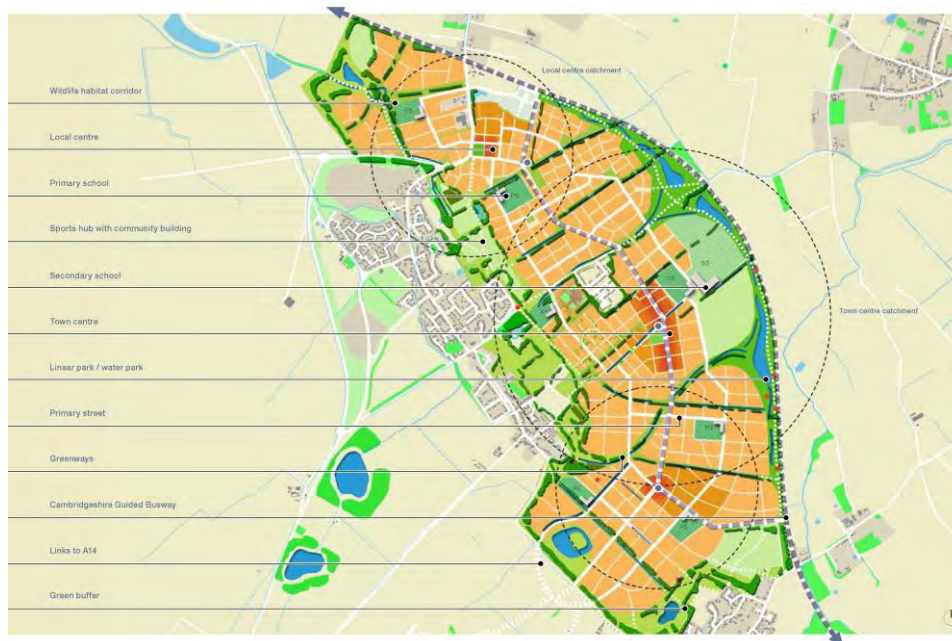 Local centre catchment
Wildlife habitat corridor
Local centre
Primary school
Sports hub with community building
Secondary school
Town centre
Town centre catchment
Linear park / water park
Primary street
Greenways
Cambridgeshire Guided Busway
Links to A14
Green buffer